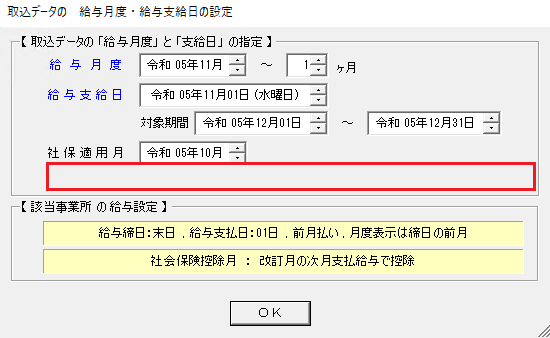 取込データの　給与月度・給与支給日の設定
【 取込データの「給与月度」と「支給日」の指定 】
給 与 月 度 令和 05年11月 ～ 1 ヶ月
給与支給日 令和 05年11月01日 (水曜日)
対象期間 令和 05年12月01日 ～ 令和 05年12月31日
社保適用月 令和 05年10月
【 該当事業所 の給与設定 】
給与締日:末日 , 給与支払日:01日 , 前月払い , 月度表示は締日の前月
社会保険控除月 ： 改訂月の次月支払給与で控除
OK